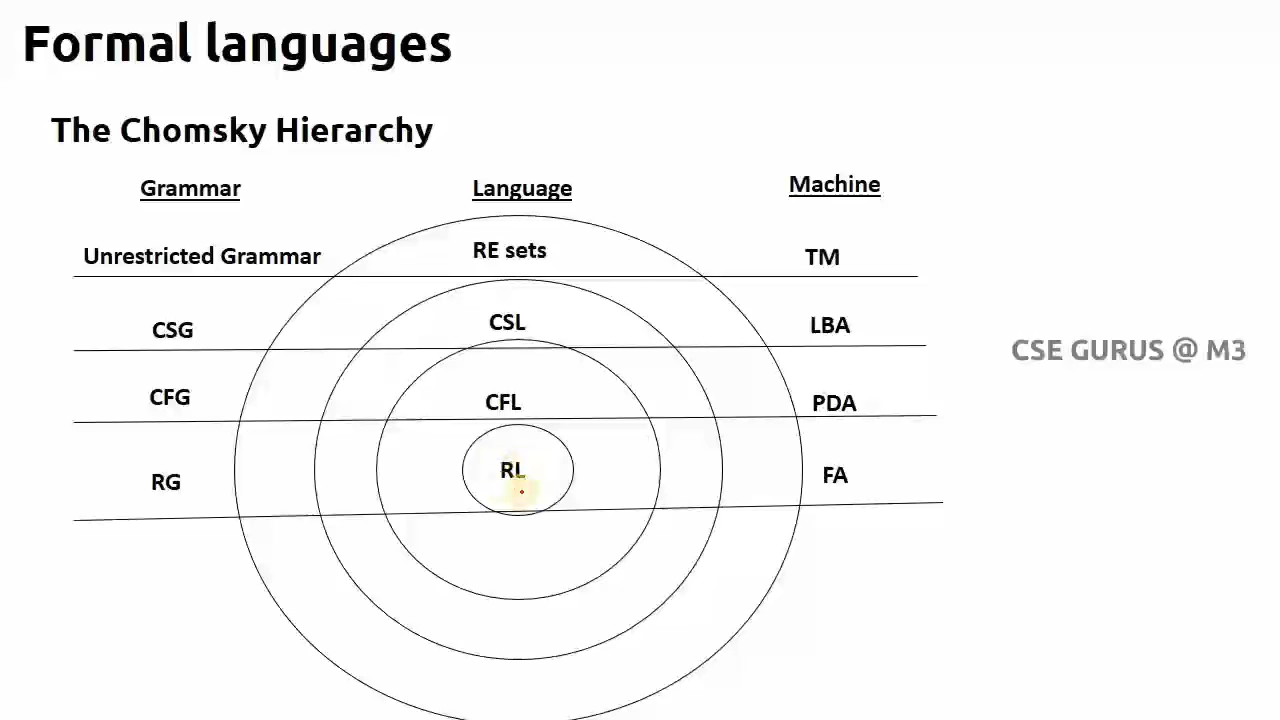 Formal languages
The Chomsky Hierarchy
Grammar Language Machine
Unrestricted Grammar RE sets TM
CSG CSL LBA
CSE GURUS @ M3
CFG CFL PDA
RG RL FA